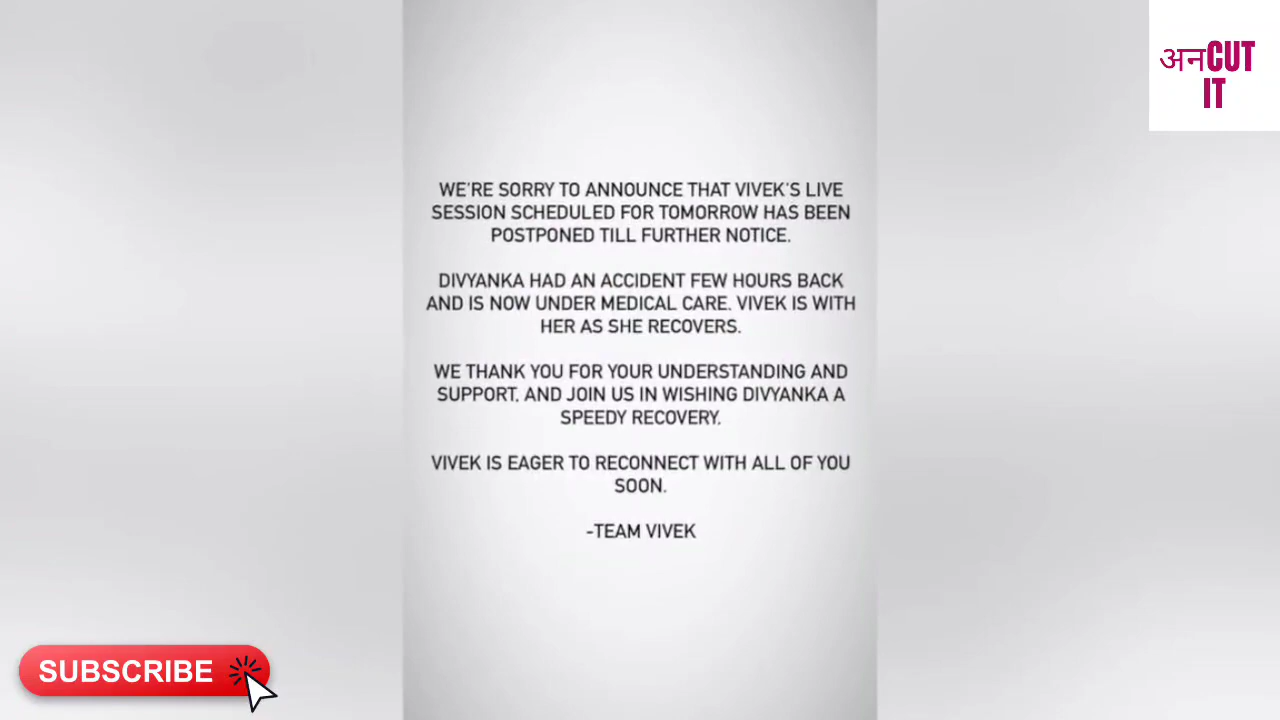 अनCUT
IT
WE'RE SORRY TO ANNOUNCE THAT VIVEK'S LIVE
SESSION SCHEDULED FOR TOMORROW HAS BEEN
POSTPONED TILL FURTHER NOTICE.
DIVYANKA HAD AN ACCIDENT FEW HOURS BACK
AND IS NOW UNDER MEDICAL CARE. VIVEK IS WITH
HER AS SHE RECOVERS.
WE THANK YOU FOR YOUR UNDERSTANDING AND
SUPPORT, AND JOIN US IN WISHING DIVYANKA A
SPEEDY RECOVERY.
VIVEK IS EAGER TO RECONNECT WITH ALL OF YOU
SOON.
-TEAM VIVEK
SUBSCRIBE